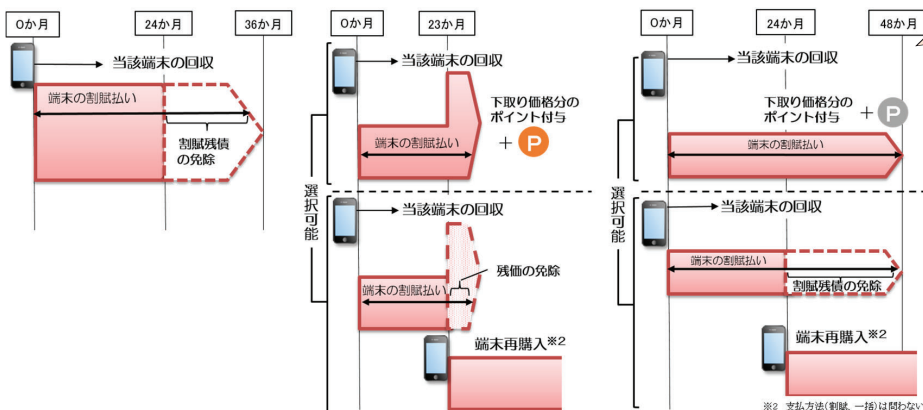 0か月
24か月
36か月
当該端末の回収
端末の割賦払い
割賦残債
の免除
0か月
23か月
選択可能
当該端末の回収
下取り価格分の
ポイント付与
端末の割賦払い
+ P
当該端末の回収
残価の免除
端末の割賦払い
端末再購入※2
0か月
24か月
48か月
選択可能
当該端末の回収
下取り価格分の
ポイント付与
+ P
端末の割賦払い
当該端末の回収
端末の割賦払い
割賦残債の免除
端末再購入※2
※2 支払方法(割賦、一括)は問わない